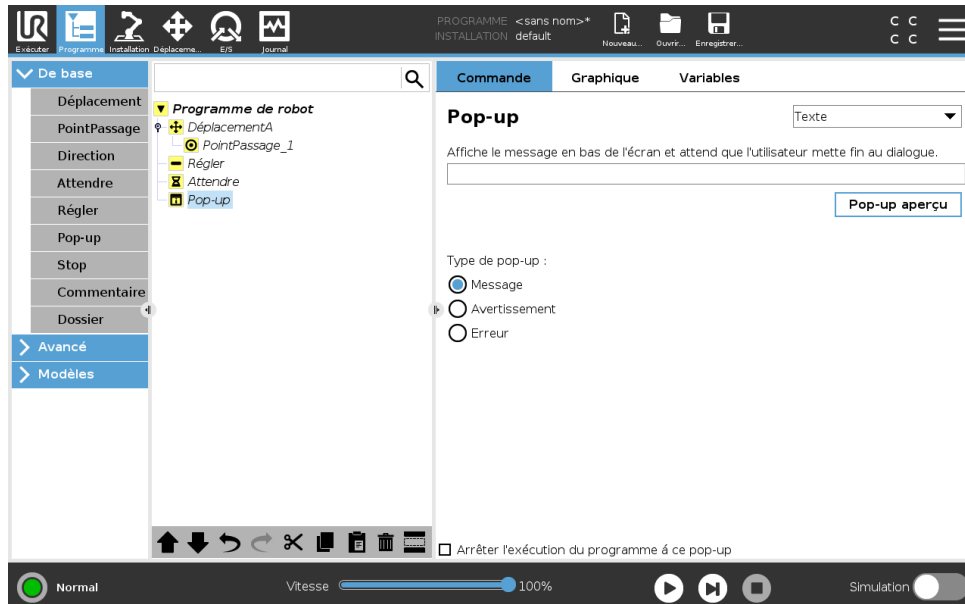 PROGRAMME <sans nom>*
INSTALLATION default
C C
C C
Exécuter Programme Installation Déplaceme... E/S Journal
Nouveau... Ouvrir... Enregistrer...
De base
Déplacement
PointPassage
Direction
Attendre
Régler
Pop-up
Stop
Commentaire
Dossier
Avancé
Modèles
Programme de robot
DéplacementA
PointPassage_1
Régler
Attendre
Pop-up
Commande Graphique Variables
Pop-up
Texte
Affiche le message en bas de l'écran et attend que l'utilisateur mette fin au dialogue.
Pop-up aperçu
Type de pop-up :
Message
Avertissement
Erreur
Arrêter l'exécution du programme á ce pop-up
Normal
Vitesse 100%
Simulation